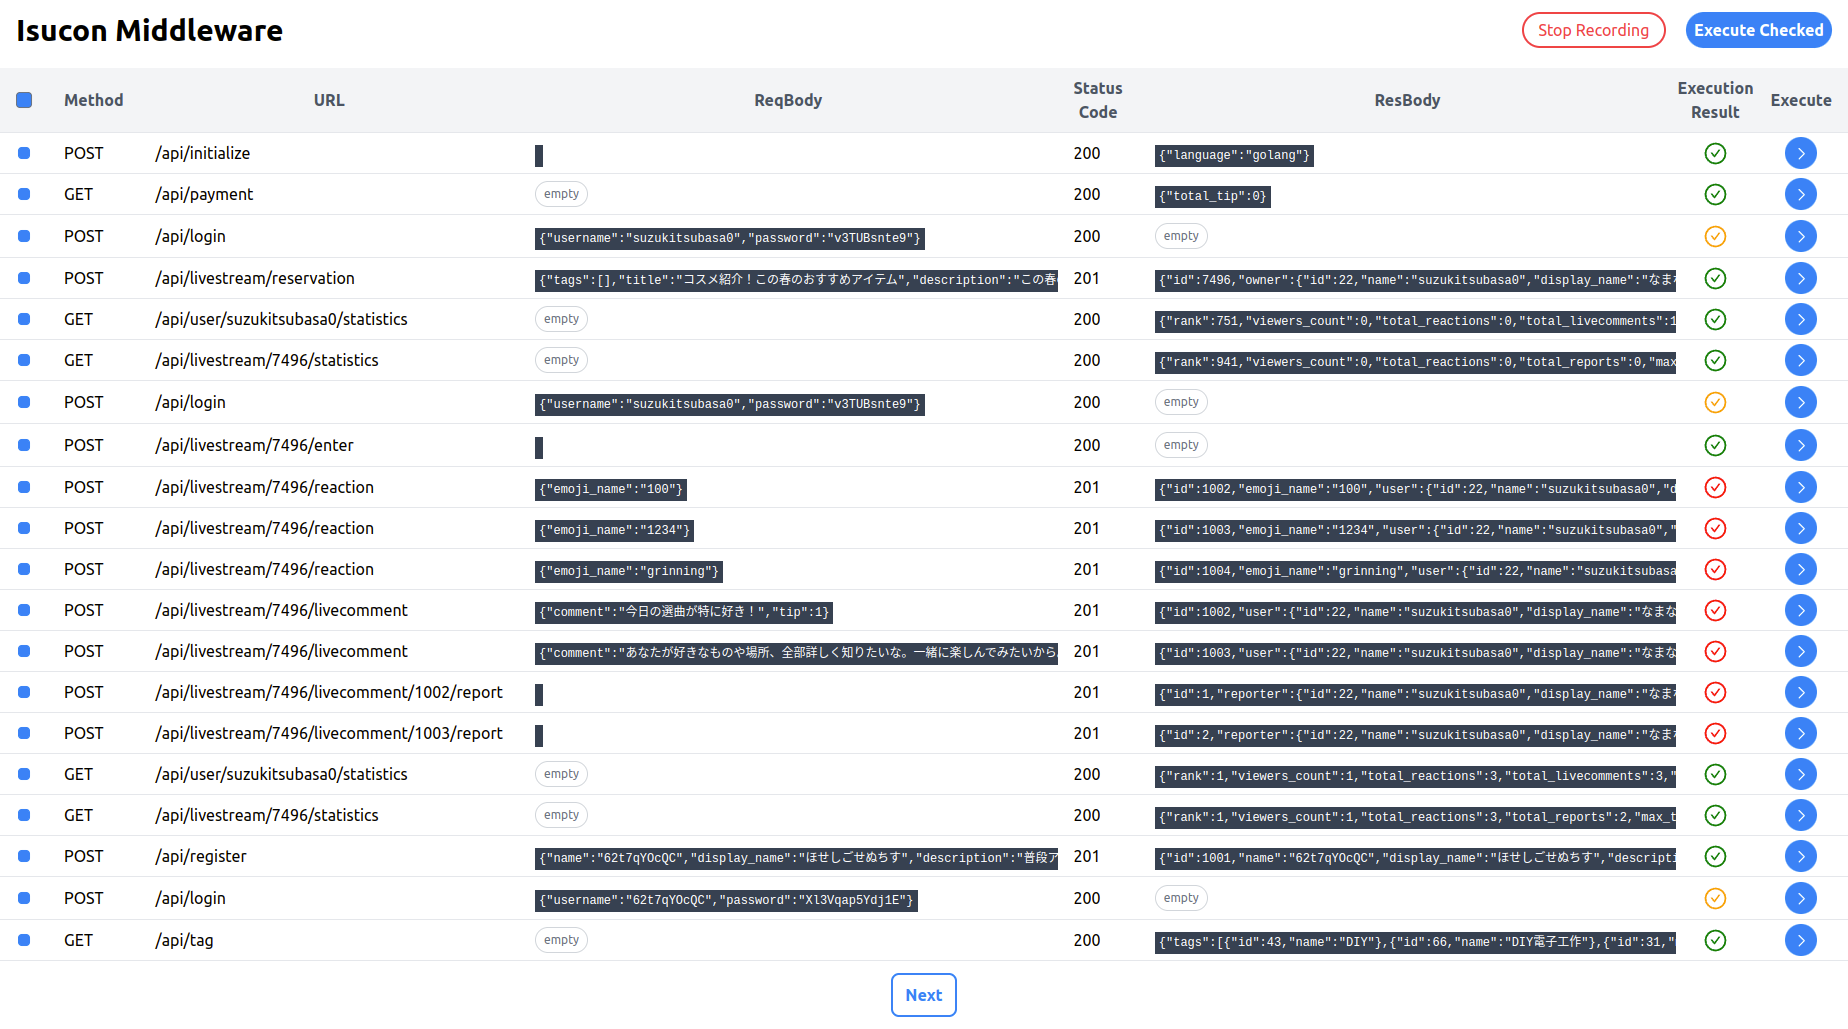 Isucon Middleware
Stop Recording
Execute Checked
Method URL ReqBody Status Code ResBody Execution Result Execute
POST /api/initialize 200 {"language":"golang"}
GET /api/payment empty 200 {"total_tip":0}
POST /api/login {"username":"suzukitsubasa0","password":"v3TUBsnte9"} 200 empty
POST /api/livestream/reservation {"tags":[],"title":"コスメ紹介！この春のおすすめアイテム","description":"この春 201 {"id":7496,"owner":{"id":22,"name":"suzukitsubasa0","display_name":"なま
GET /api/user/suzukitsubasa0/statistics empty 200 {"rank":751,"viewers_count":0,"total_reactions":0,"total_livecomments":1
GET /api/livestream/7496/statistics empty 200 {"rank":941,"viewers_count":0,"total_reactions":0,"total_reports":0,"max
POST /api/login {"username":"suzukitsubasa0","password":"v3TUBsnte9"} 200 empty
POST /api/livestream/7496/enter 200 empty
POST /api/livestream/7496/reaction {"emoji_name":"100"} 201 {"id":1002,"emoji_name":"100","user":{"id":22,"name":"suzukitsubasa0","d
POST /api/livestream/7496/reaction {"emoji_name":"1234"} 201 {"id":1003,"emoji_name":"1234","user":{"id":22,"name":"suzukitsubasa0","
POST /api/livestream/7496/reaction {"emoji_name":"grinning"} 201 {"id":1004,"emoji_name":"grinning","user":{"id":22,"name":"suzukitsubasa
POST /api/livestream/7496/livecomment {"comment":"今日の選曲が特に好き！","tip":1} 201 {"id":1002,"user":{"id":22,"name":"suzukitsubasa0","display_name":"なまな
POST /api/livestream/7496/livecomment {"comment":"あなたが好きなものや場所、全部詳しく知りたいな。一緒に楽しんでみたいから 201 {"id":1003,"user":{"id":22,"name":"suzukitsubasa0","display_name":"なまな
POST /api/livestream/7496/livecomment/1002/report 201 {"id":1,"reporter":{"id":22,"name":"suzukitsubasa0","display_name":"なま
POST /api/livestream/7496/livecomment/1003/report 201 {"id":2,"reporter":{"id":22,"name":"suzukitsubasa0","display_name":"なま
GET /api/user/suzukitsubasa0/statistics empty 200 {"rank":1,"viewers_count":1,"total_reactions":3,"total_livecomments":3,"
GET /api/livestream/7496/statistics empty 200 {"rank":1,"viewers_count":1,"total_reactions":3,"total_reports":2,"max_t
POST /api/register {"name":"62t7qYOcQC","display_name":"ほせしごせぬちす","description":"普段ア 201 {"id":1001,"name":"62t7qYOcQC","display_name":"ほせしごせぬちす","descripti
POST /api/login {"username":"62t7qYOcQC","password":"Xl3Vqap5Ydj1E"} 200 empty
GET /api/tag empty 200 {"tags":[{"id":43,"name":"DIY"},{"id":66,"name":"DIY電子工作"},{"id":31,"
Next